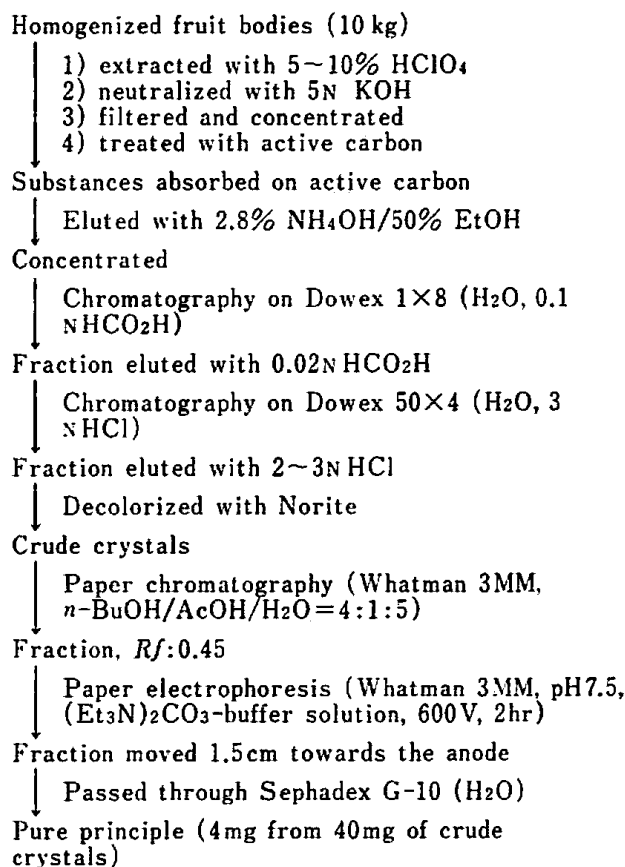 Homogenized fruit bodies (10 kg)
1) extracted with 5~10% HClO₄
2) neutralized with 5N KOH
3) filtered and concentrated
4) treated with active carbon
Substances absorbed on active carbon
Eluted with 2.8% NH₄OH/50% EtOH
Concentrated
Chromatography on Dowex 1×8 (H₂O, 0.1
NHCO₂H)
Fraction eluted with 0.02N HCO₂H
Chromatography on Dowex 50×4 (H₂O, 3
NHCl)
Fraction eluted with 2~3N HCl
Decolorized with Norite
Crude crystals
Paper chromatography (Whatman 3MM,
n-BuOH/AcOH/H₂O=4:1:5)
Fraction, Rf:0.45
Paper electrophoresis (Whatman 3MM, pH7.5,
(Et₃N)₂CO₃-buffer solution, 600V, 2hr)
Fraction moved 1.5cm towards the anode
Passed through Sephadex G-10 (H₂O)
Pure principle (4mg from 40mg of crude
crystals)